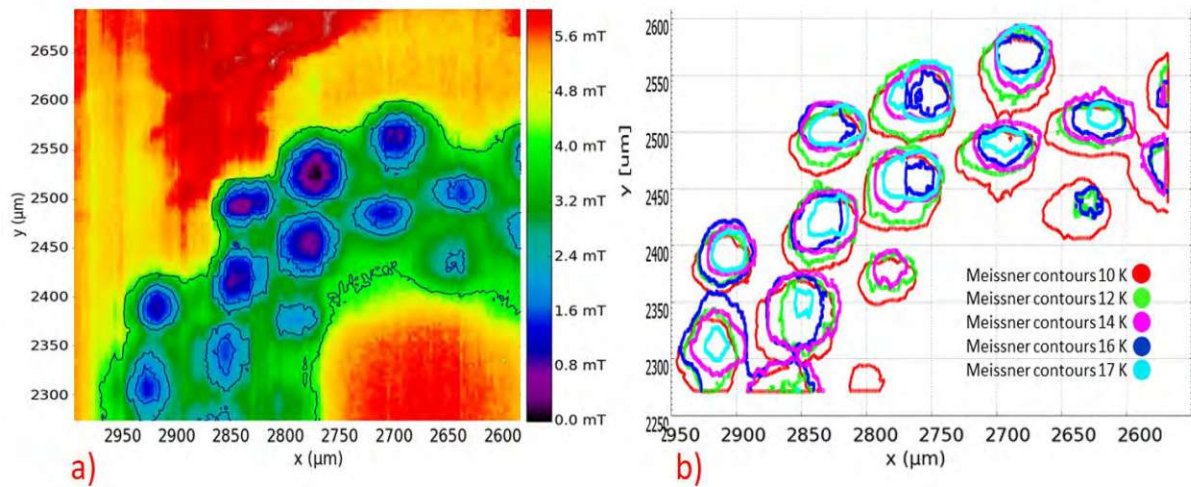 2650
2600
2550
2500
2450
2400
2350
2300
y (µm)
2950 2900 2850 2800 2750 2700 2650 2600
x (µm)
a)
5.6 mT
4.8 mT
4.0 mT
3.2 mT
2.4 mT
1.6 mT
0.8 mT
0.0 mT
2600
2550
2500
2450
2400
2350
2300
2250
y [um]
Meissner contours 10 K
Meissner contours 12 K
Meissner contours 14 K
Meissner contours 16 K
Meissner contours 17 K
2950 2900 2850 2800 2750 2700 2650 2600
x (µm)
b)